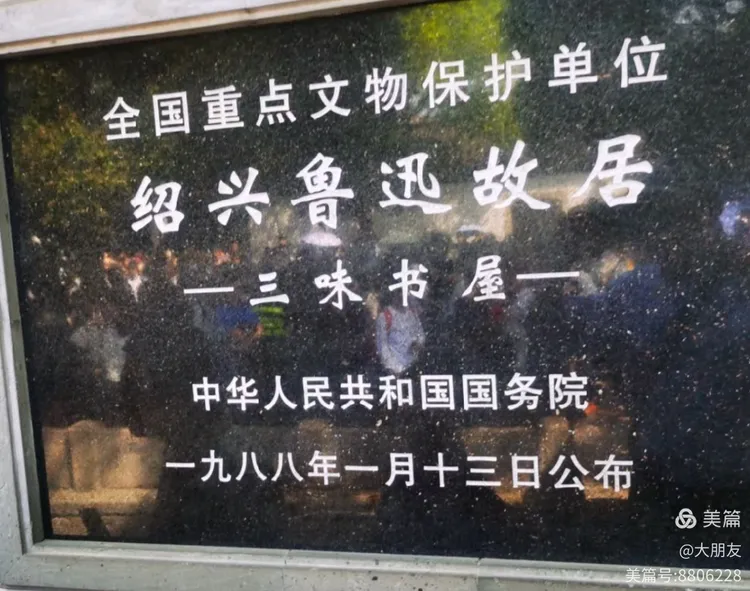 全国重点文物保护单位
绍兴鲁迅故居
—三味书屋—
中华人民共和国国务院
一九八八年一月十三日公布
美篇
@大朋友
美篇号:8806228